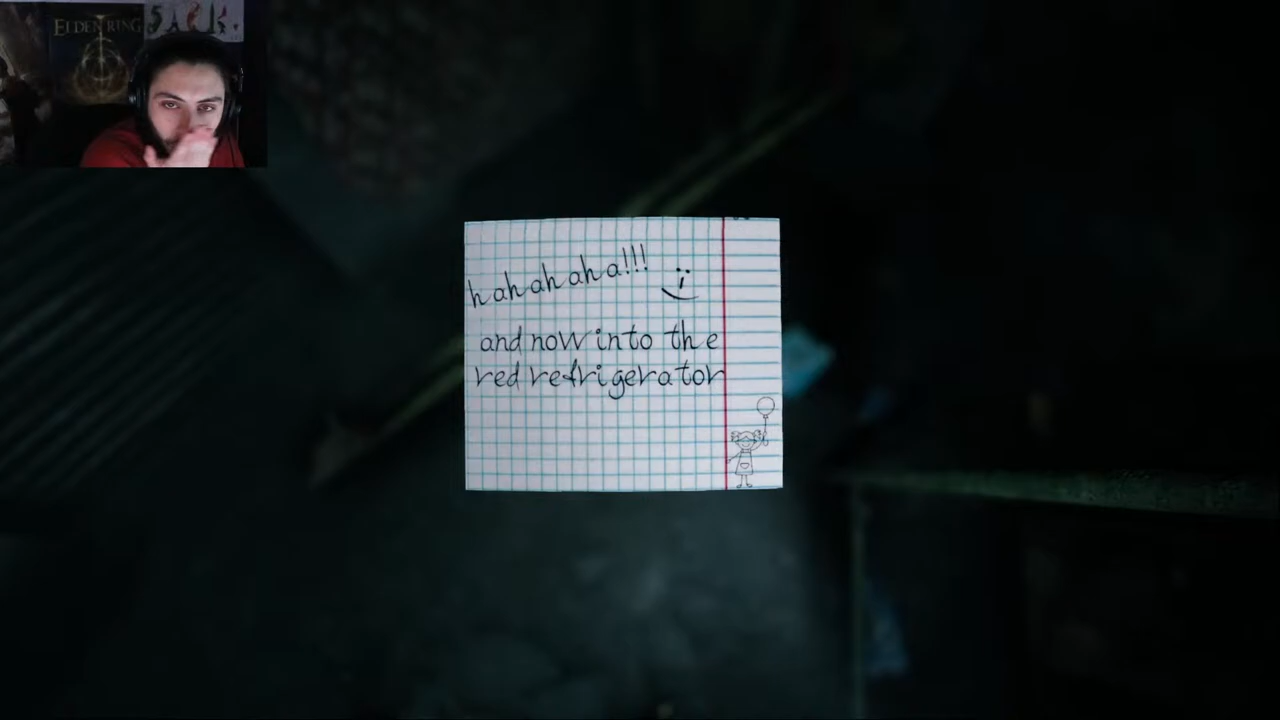 ELDEN RING
hahahaha!!!
and now into the
red refrigerator